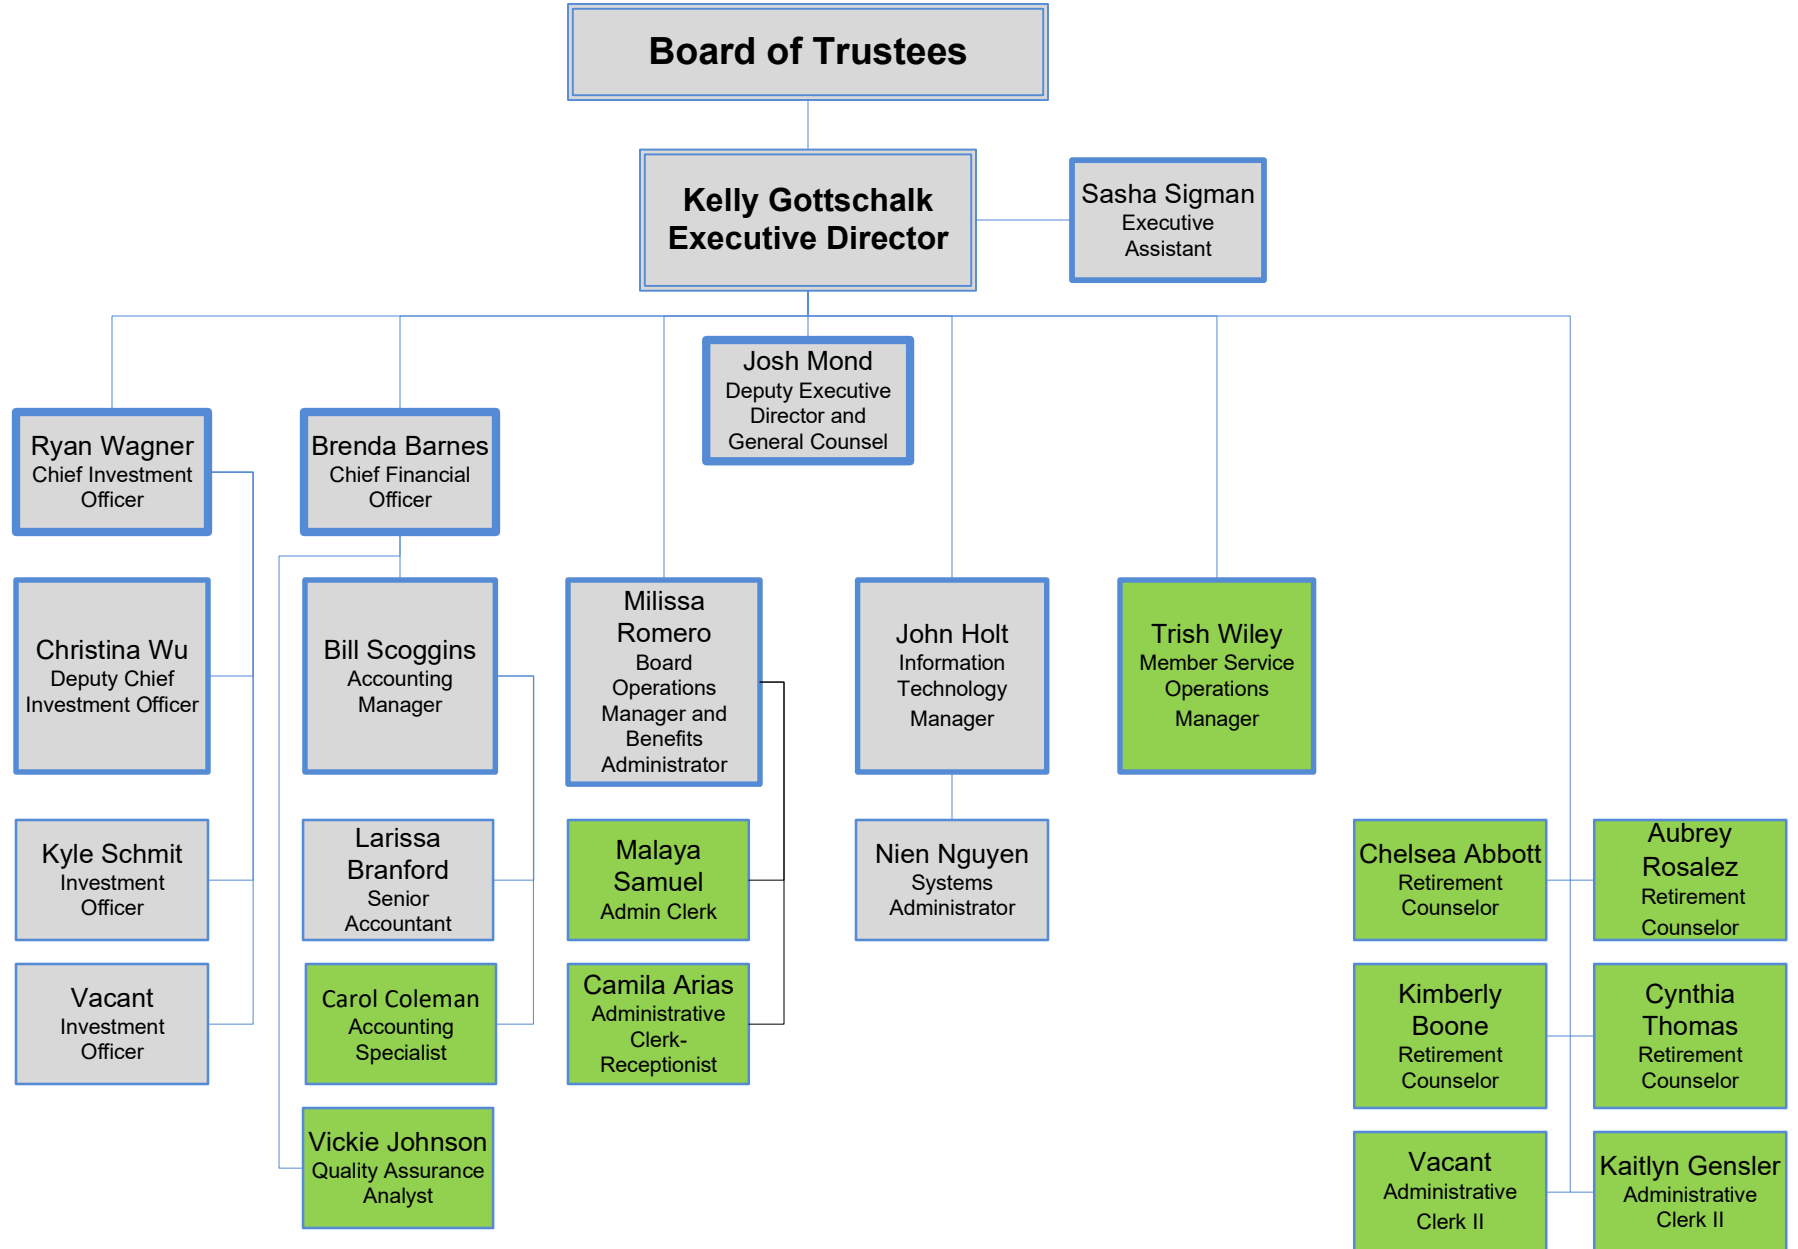 Board of Trustees
Kelly Gottschalk
Executive Director
Sasha Sigman
Executive
Assistant
Josh Mond
Deputy Executive
Director and
General Counsel
Ryan Wagner
Chief Investment
Officer
Brenda Barnes
Chief Financial
Officer
Christina Wu
Deputy Chief
Investment Officer
Bill Scoggins
Accounting
Manager
Milissa
Romero
Board
Operations
Manager and
Benefits
Administrator
John Holt
Information
Technology
Manager
Trish Wiley
Member Service
Operations
Manager
Kyle Schmit
Investment
Officer
Larissa
Branford
Senior
Accountant
Malaya
Samuel
Admin Clerk
Nien Nguyen
Systems
Administrator
Chelsea Abbott
Retirement
Counselor
Aubrey
Rosalez
Retirement
Counselor
Vacant
Investment
Officer
Carol Coleman
Accounting
Specialist
Camila Arias
Administrative
Clerk-
Receptionist
Kimberly
Boone
Retirement
Counselor
Cynthia
Thomas
Retirement
Counselor
Vickie Johnson
Quality Assurance
Analyst
Vacant
Administrative
Clerk II
Kaitlyn Gensler
Administrative
Clerk II